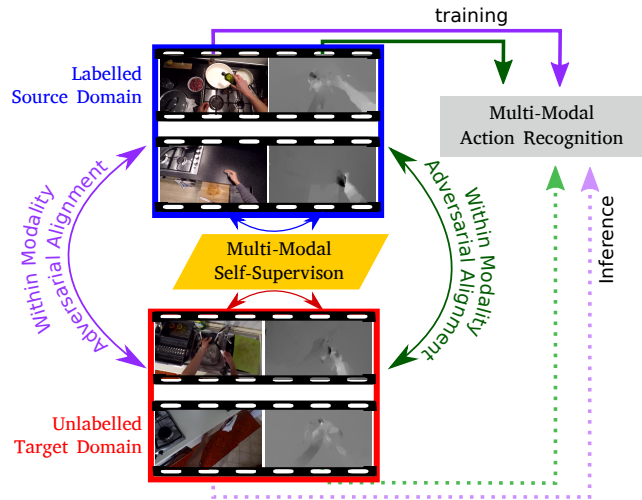 training
Labelled
Source Domain
Multi-Modal
Action Recognition
Within Modality
Adversarial Alignment
Within Modality
Adversarial Alignment
Inference
Multi-Modal
Self-Supervison
Unlabelled
Target Domain